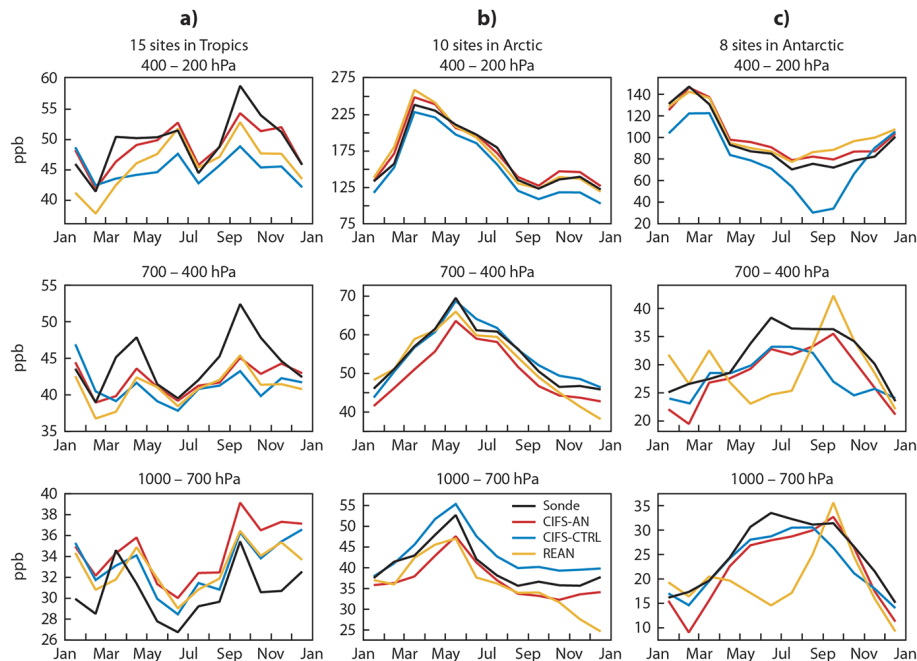 a) b) c)
15 sites in Tropics 10 sites in Arctic 8 sites in Antarctic
400 – 200 hPa 400 – 200 hPa 400 – 200 hPa
60
55
50
45
40
ppb
275
225
175
125
75
140
120
100
80
60
40
20
Jan Mar May Jul Sep Nov Jan
Jan Mar May Jul Sep Nov Jan
Jan Mar May Jul Sep Nov Jan
700 – 400 hPa 700 – 400 hPa 700 – 400 hPa
55
50
45
40
35
ppb
70
60
50
40
40
35
30
25
20
Jan Mar May Jul Sep Nov Jan
Jan Mar May Jul Sep Nov Jan
Jan Mar May Jul Sep Nov Jan
1000 – 700 hPa 1000 – 700 hPa 1000 – 700 hPa
40
38
36
34
32
30
28
26
ppb
55
50
45
40
35
30
25
Sonde
CIFS-AN
CIFS-CTRL
REAN
35
30
25
20
15
10
Jan Mar May Jul Sep Nov Jan
Jan Mar May Jul Sep Nov Jan
Jan Mar May Jul Sep Nov Jan